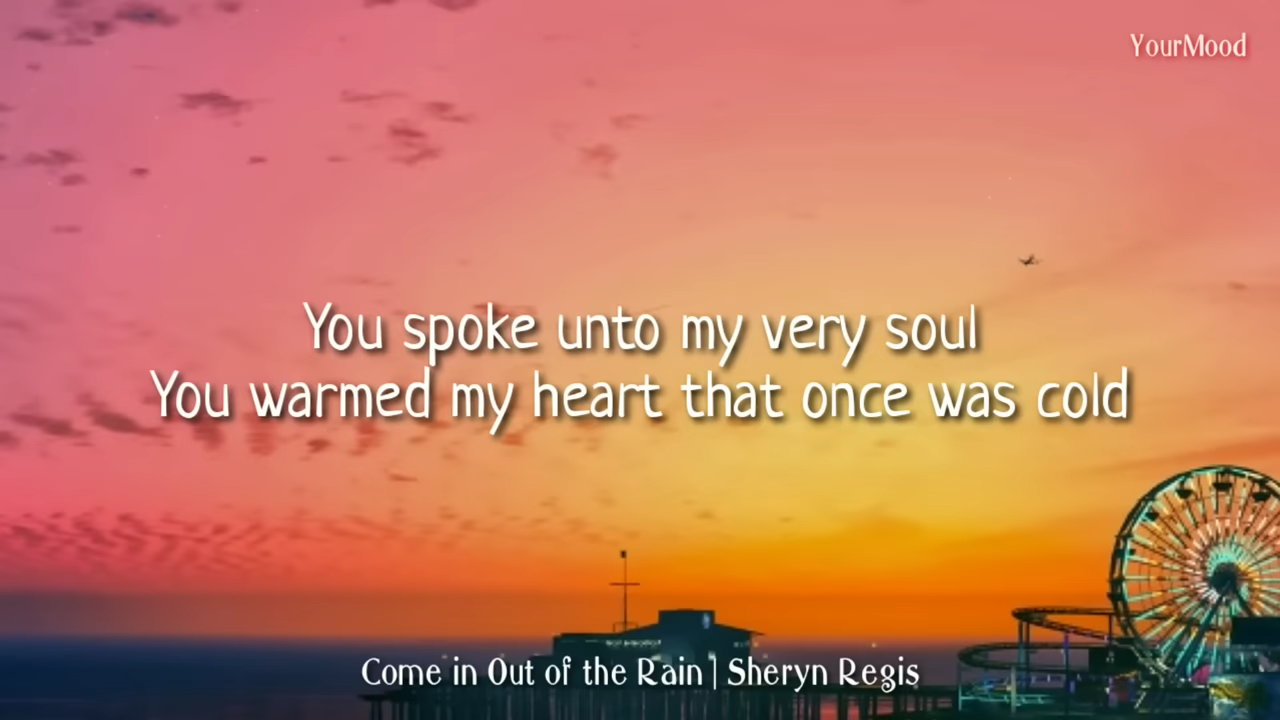 YourMood
You spoke unto my very soul
You warmed my heart that once was cold
Come in Out of the Rain | Sheryn Regis